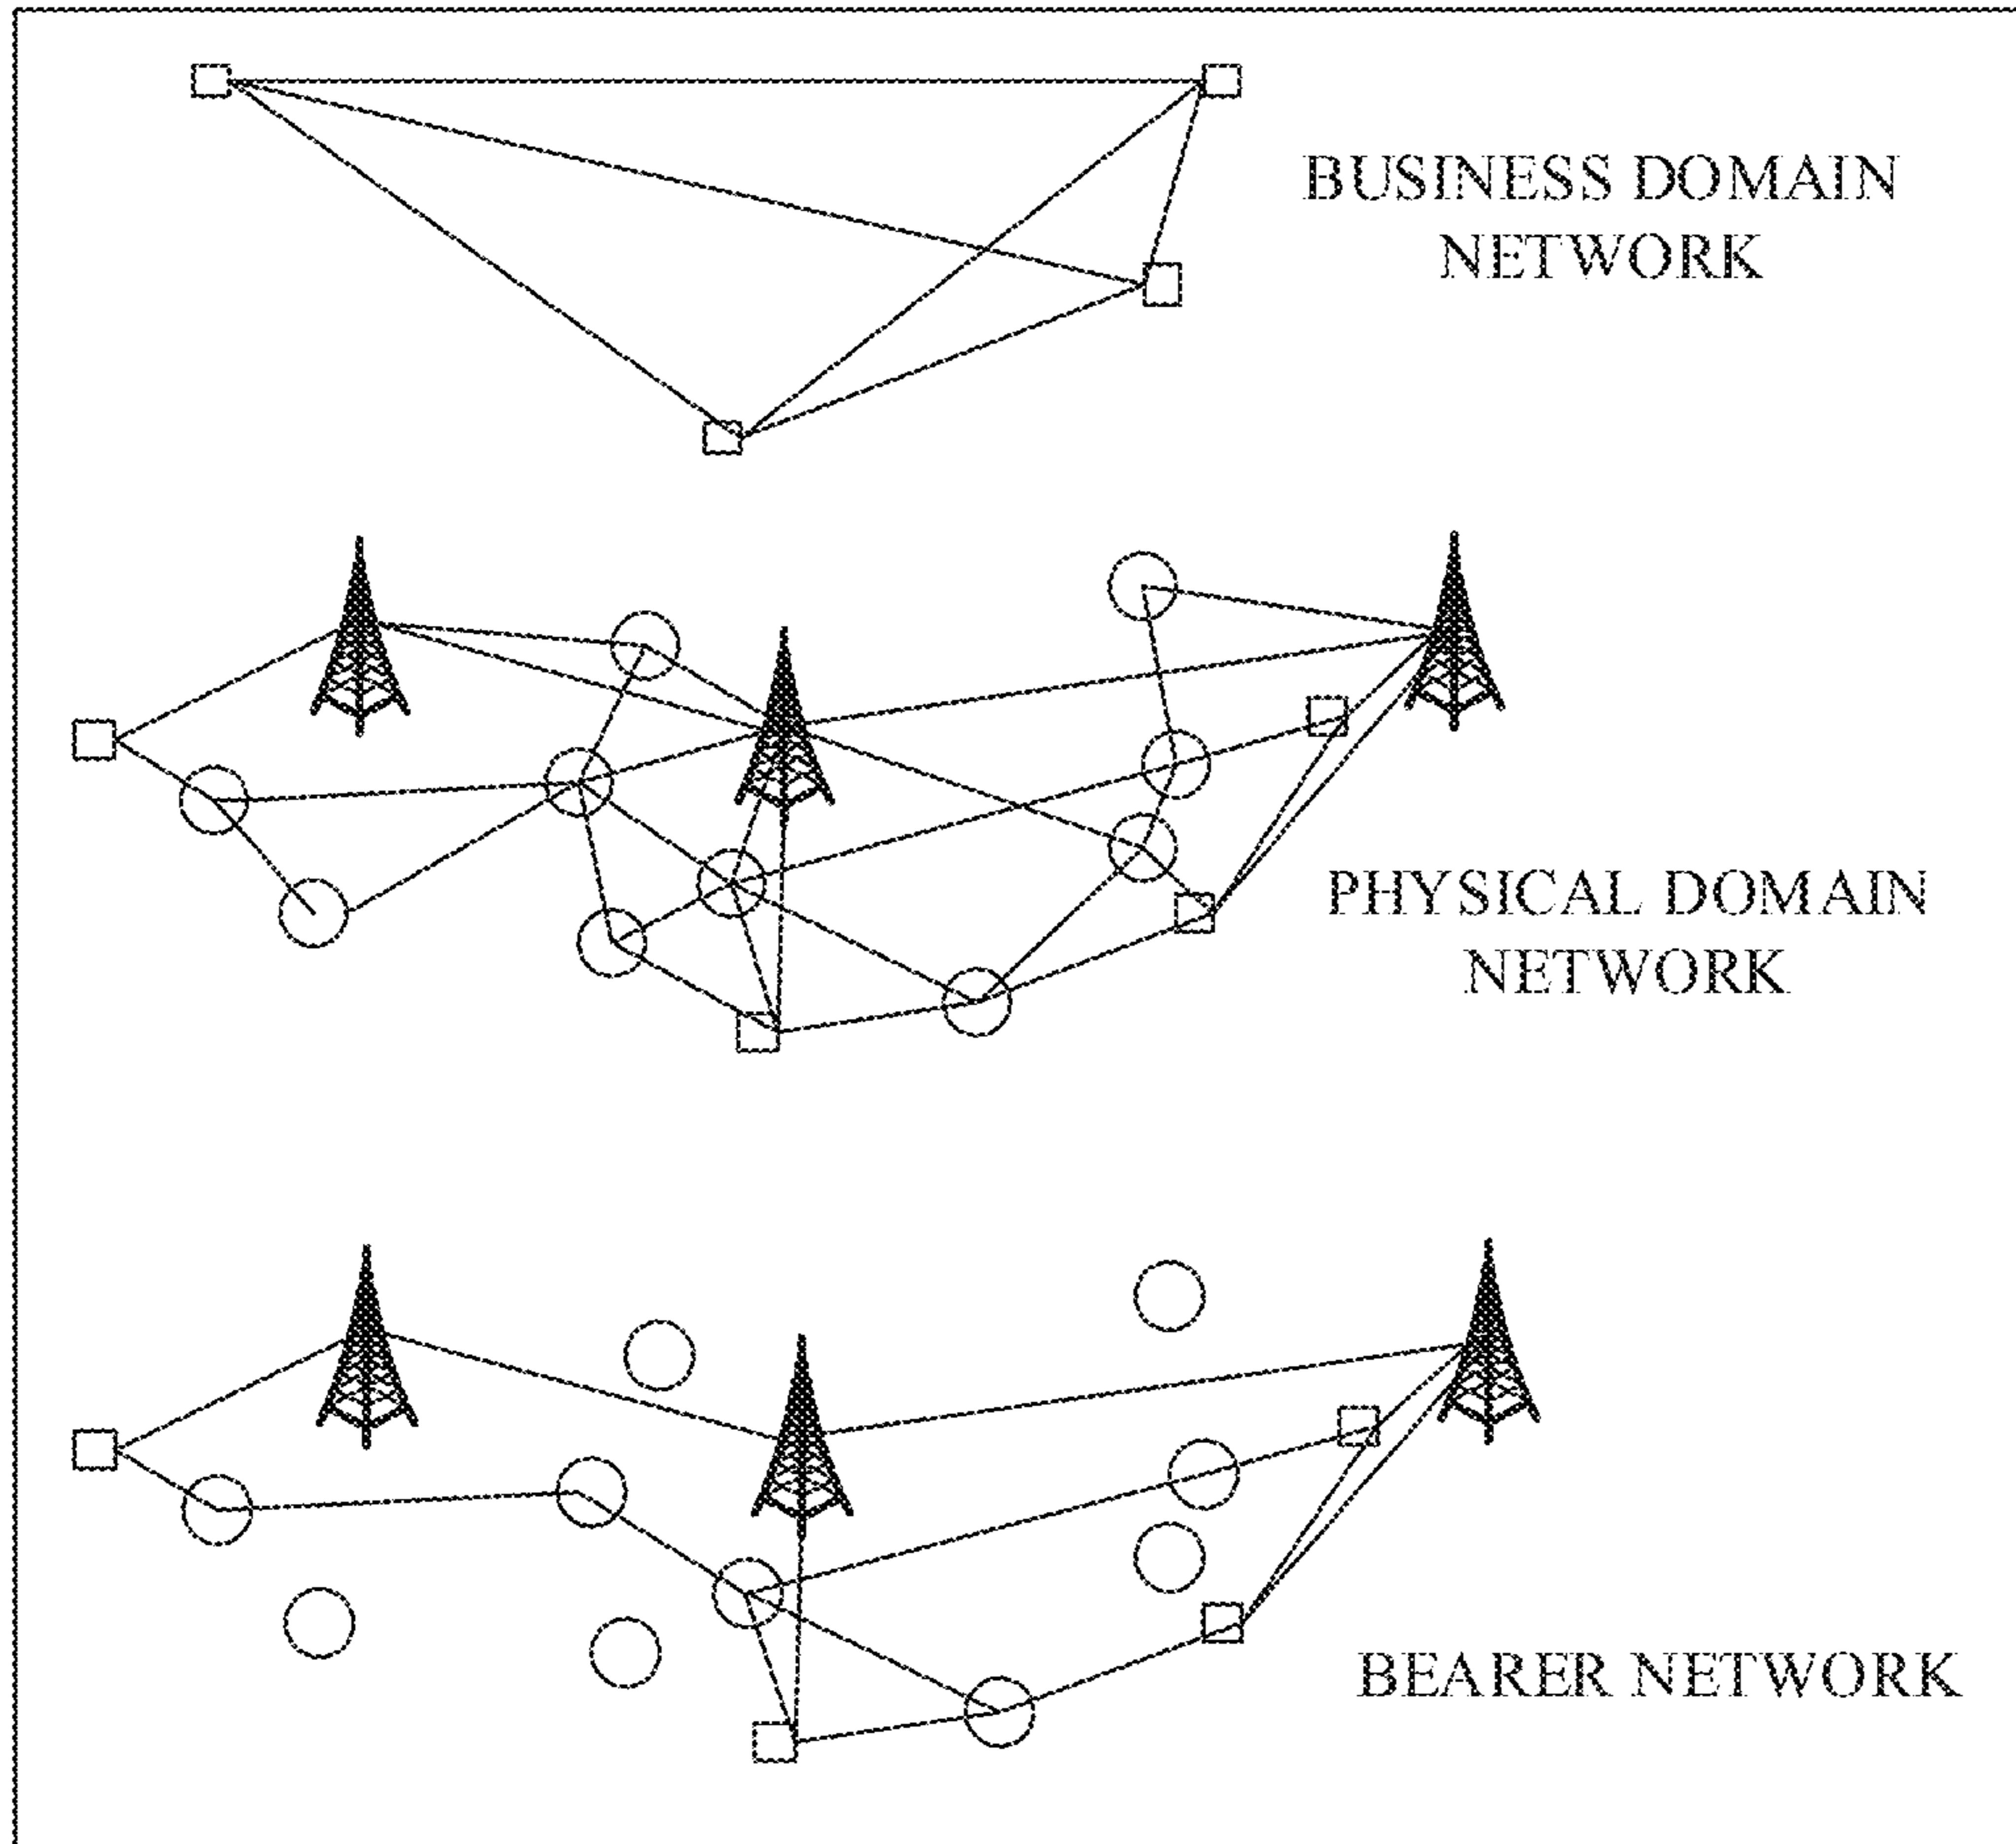 BUSINESS DOMAIN
NETWORK
PHYSICAL DOMAIN
NETWORK
BEARER NETWORK